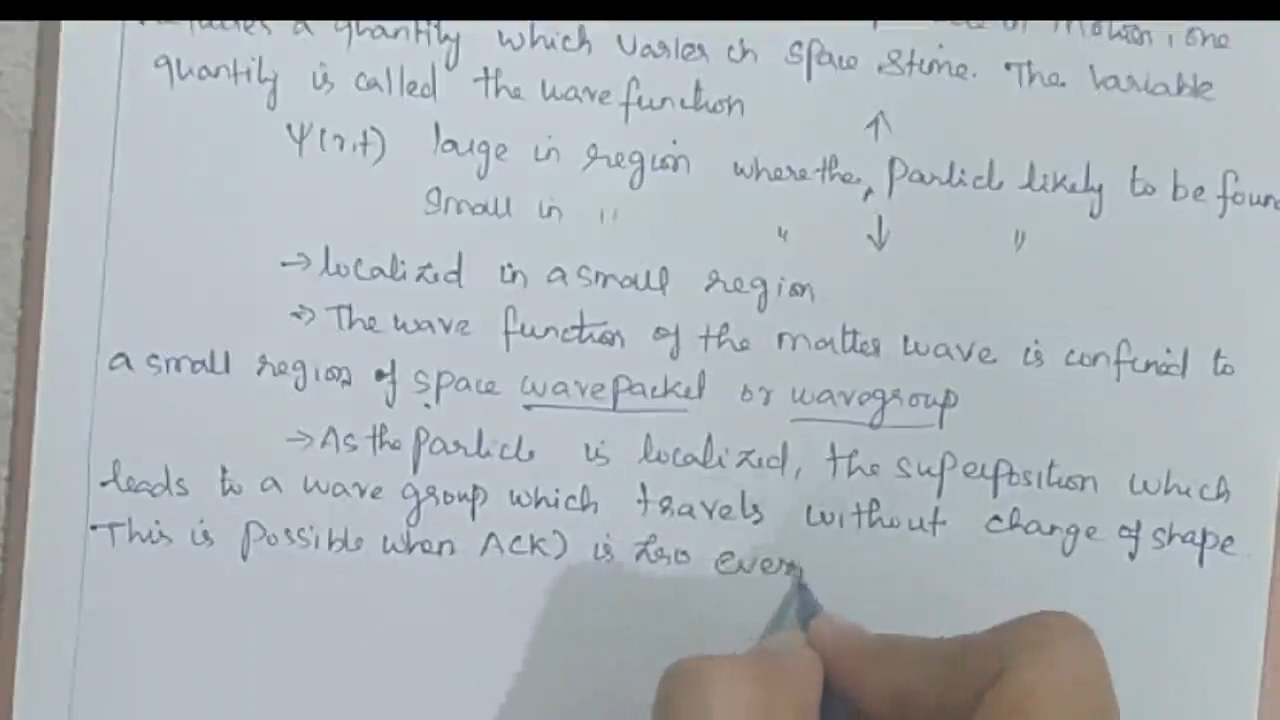 a quantity which varies in space & time. The variable
quantity is called the wave function
Ψ(r,t) large in region where the, particle likely to be found
Small in " " ↓ "
→ localized in a small region
→ The wave function of the matter wave is confined to
a small region of space wavepacket or wavegroup
→ As the particle is localized, the superposition which
leads to a wave group which travels without change of shape.
This is possible when A(K) is zero every